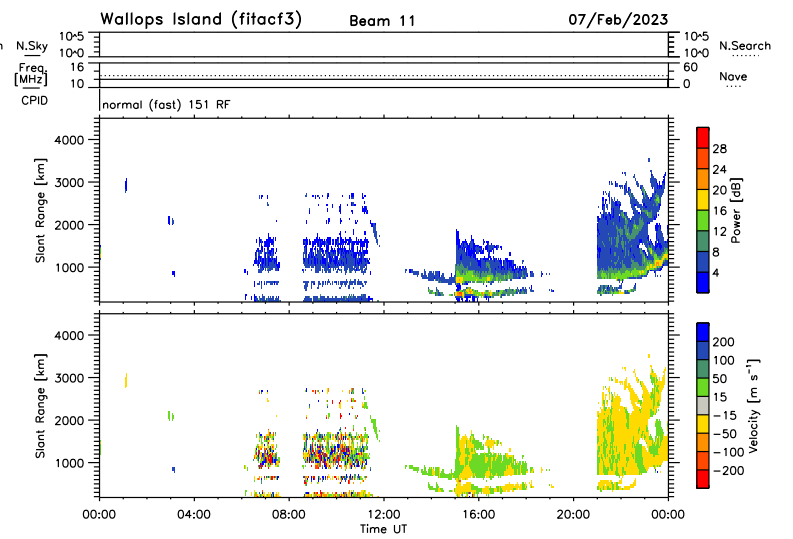 Wallops Island (fitacf3) Beam 11 07/Feb/2023
n N.Sky 10^5 10^5 N.Search
10^0 10^0
Freq. 16 60 Nave
[MHz] 10 0
CPID normal (fast) 151 RF
Slant Range [km]
4000
3000
2000
1000
Power [dB]
28
24
20
16
12
8
4
Slant Range [km]
4000
3000
2000
1000
Velocity [m s⁻¹]
200
100
50
15
−15
−50
−100
−200
00:00 04:00 08:00 12:00 16:00 20:00 00:00
Time UT